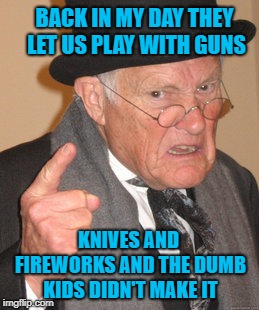 BACK IN MY DAY THEY
LET US PLAY WITH GUNS
KNIVES AND
FIREWORKS AND THE DUMB
KIDS DIDN'T MAKE IT
imgflip.com